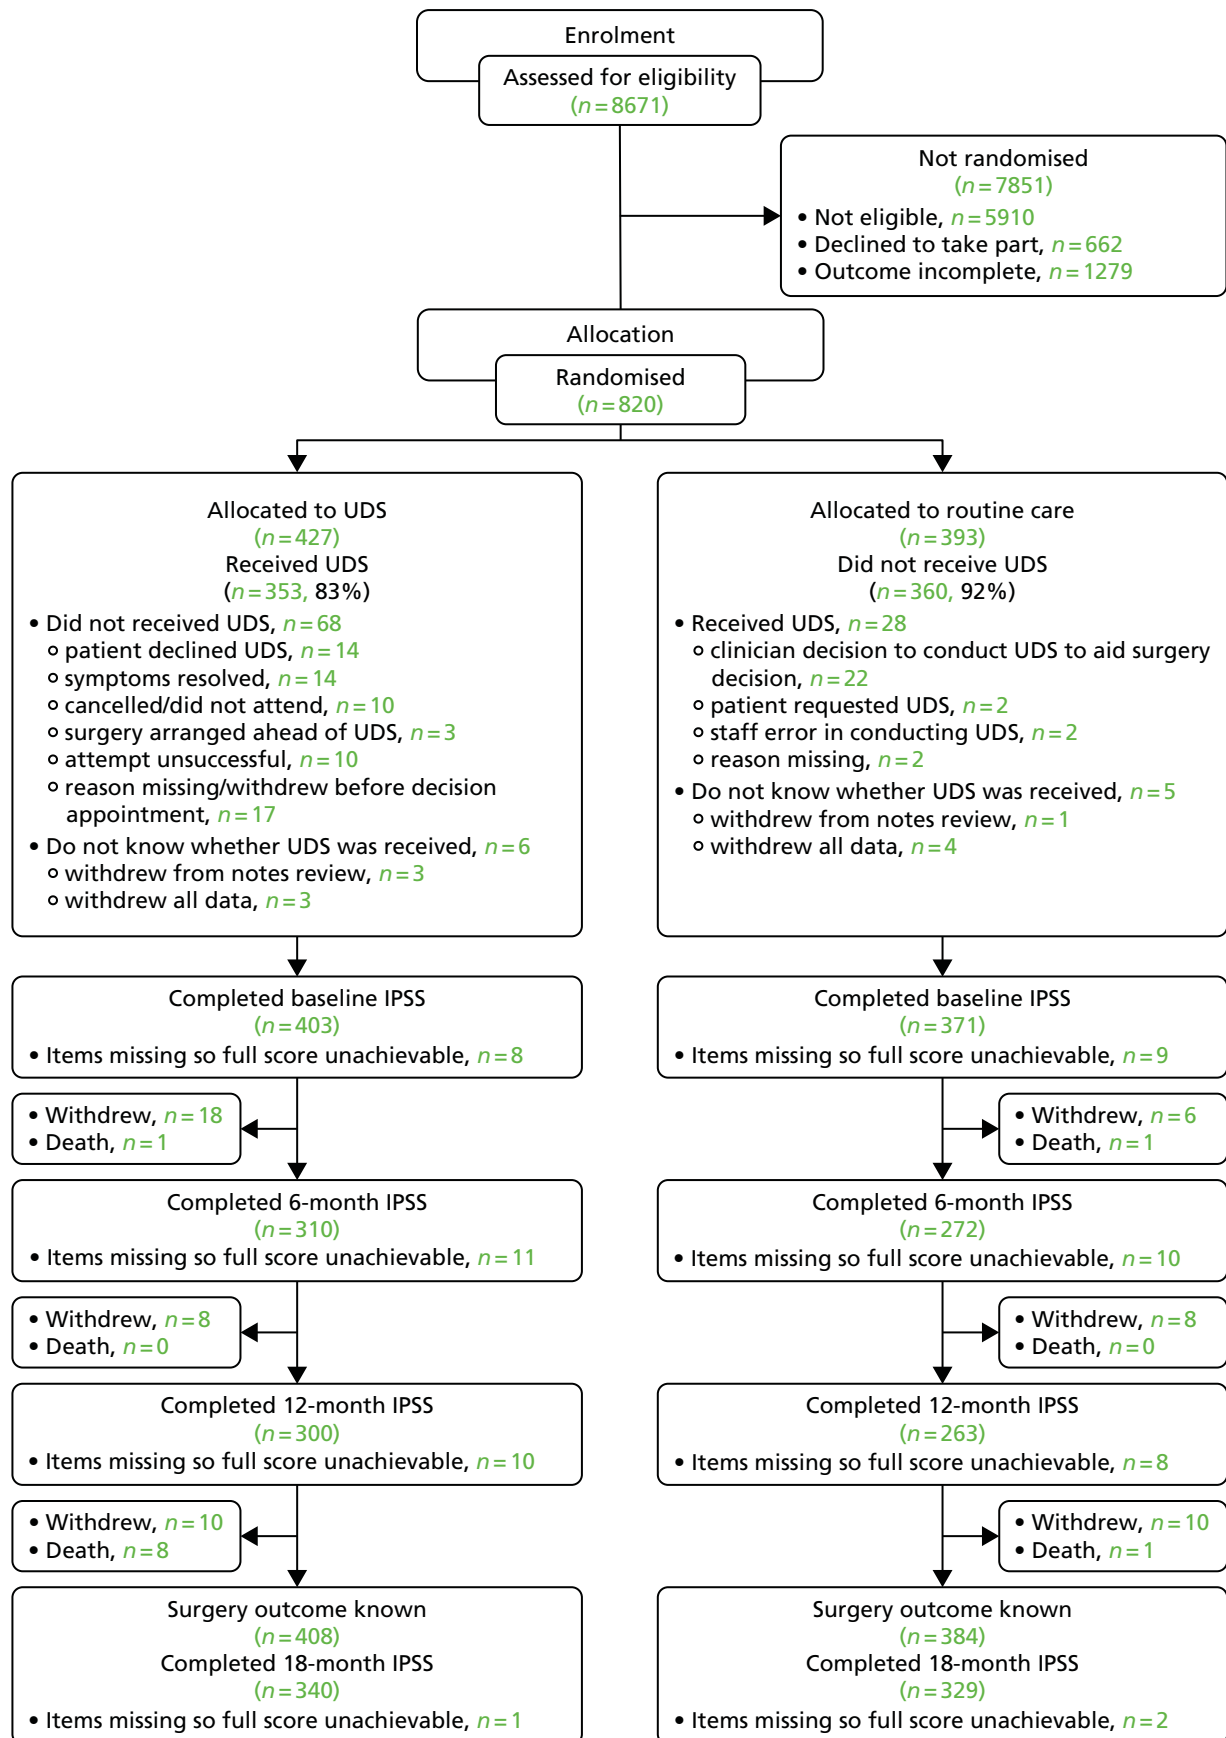 Enrolment
Assessed for eligibility
(n=8671)
Not randomised
(n=7851)
• Not eligible, n=5910
• Declined to take part, n=662
• Outcome incomplete, n=1279
Allocation
Randomised
(n=820)
Allocated to UDS
(n=427)
Received UDS
(n=353, 83%)
• Did not received UDS, n=68
∘ patient declined UDS, n=14
∘ symptoms resolved, n=14
∘ cancelled/did not attend, n=10
∘ surgery arranged ahead of UDS, n=3
∘ attempt unsuccessful, n=10
∘ reason missing/withdrew before decision
appointment, n=17
• Do not know whether UDS was received, n=6
∘ withdrew from notes review, n=3
∘ withdrew all data, n=3
Allocated to routine care
(n=393)
Did not receive UDS
(n=360, 92%)
• Received UDS, n=28
∘ clinician decision to conduct UDS to aid surgery
decision, n=22
∘ patient requested UDS, n=2
∘ staff error in conducting UDS, n=2
∘ reason missing, n=2
• Do not know whether UDS was received, n=5
∘ withdrew from notes review, n=1
∘ withdrew all data, n=4
Completed baseline IPSS
(n=403)
• Items missing so full score unachievable, n=8
Completed baseline IPSS
(n=371)
• Items missing so full score unachievable, n=9
• Withdrew, n=18
• Death, n=1
• Withdrew, n=6
• Death, n=1
Completed 6-month IPSS
(n=310)
• Items missing so full score unachievable, n=11
Completed 6-month IPSS
(n=272)
• Items missing so full score unachievable, n=10
• Withdrew, n=8
• Death, n=0
• Withdrew, n=8
• Death, n=0
Completed 12-month IPSS
(n=300)
• Items missing so full score unachievable, n=10
Completed 12-month IPSS
(n=263)
• Items missing so full score unachievable, n=8
• Withdrew, n=10
• Death, n=8
• Withdrew, n=10
• Death, n=1
Surgery outcome known
(n=408)
Completed 18-month IPSS
(n=340)
• Items missing so full score unachievable, n=1
Surgery outcome known
(n=384)
Completed 18-month IPSS
(n=329)
• Items missing so full score unachievable, n=2